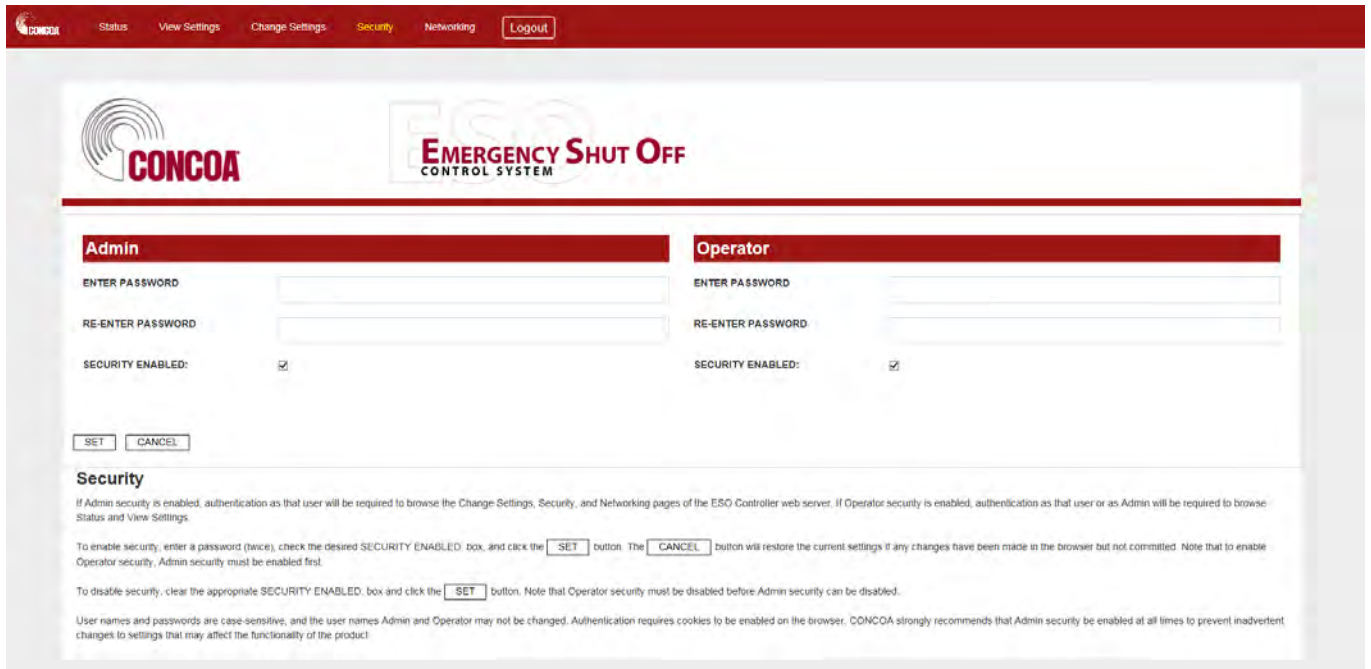 CONCOA Status View Settings Change Settings Security Networking Logout
CONCOA
ESO
EMERGENCY SHUT OFF
CONTROL SYSTEM
Admin
ENTER PASSWORD
RE-ENTER PASSWORD
SECURITY ENABLED:
Operator
ENTER PASSWORD
RE-ENTER PASSWORD
SECURITY ENABLED:
SET CANCEL
Security
If Admin security is enabled, authentication as that user will be required to browse the Change Settings, Security, and Networking pages of the ESO Controller web server. If Operator security is enabled, authentication as that user or as Admin will be required to browse
Status and View Settings.
To enable security, enter a password (twice), check the desired SECURITY ENABLED: box, and click the SET button. The CANCEL button will restore the current settings if any changes have been made in the browser but not committed. Note that to enable
Operator security, Admin security must be enabled first.
To disable security, clear the appropriate SECURITY ENABLED: box and click the SET button. Note that Operator security must be disabled before Admin security can be disabled.
User names and passwords are case-sensitive, and the user names Admin and Operator may not be changed. Authentication requires cookies to be enabled on the browser. CONCOA strongly recommends that Admin security be enabled at all times to prevent inadvertent
changes to settings that may affect the functionality of the product.